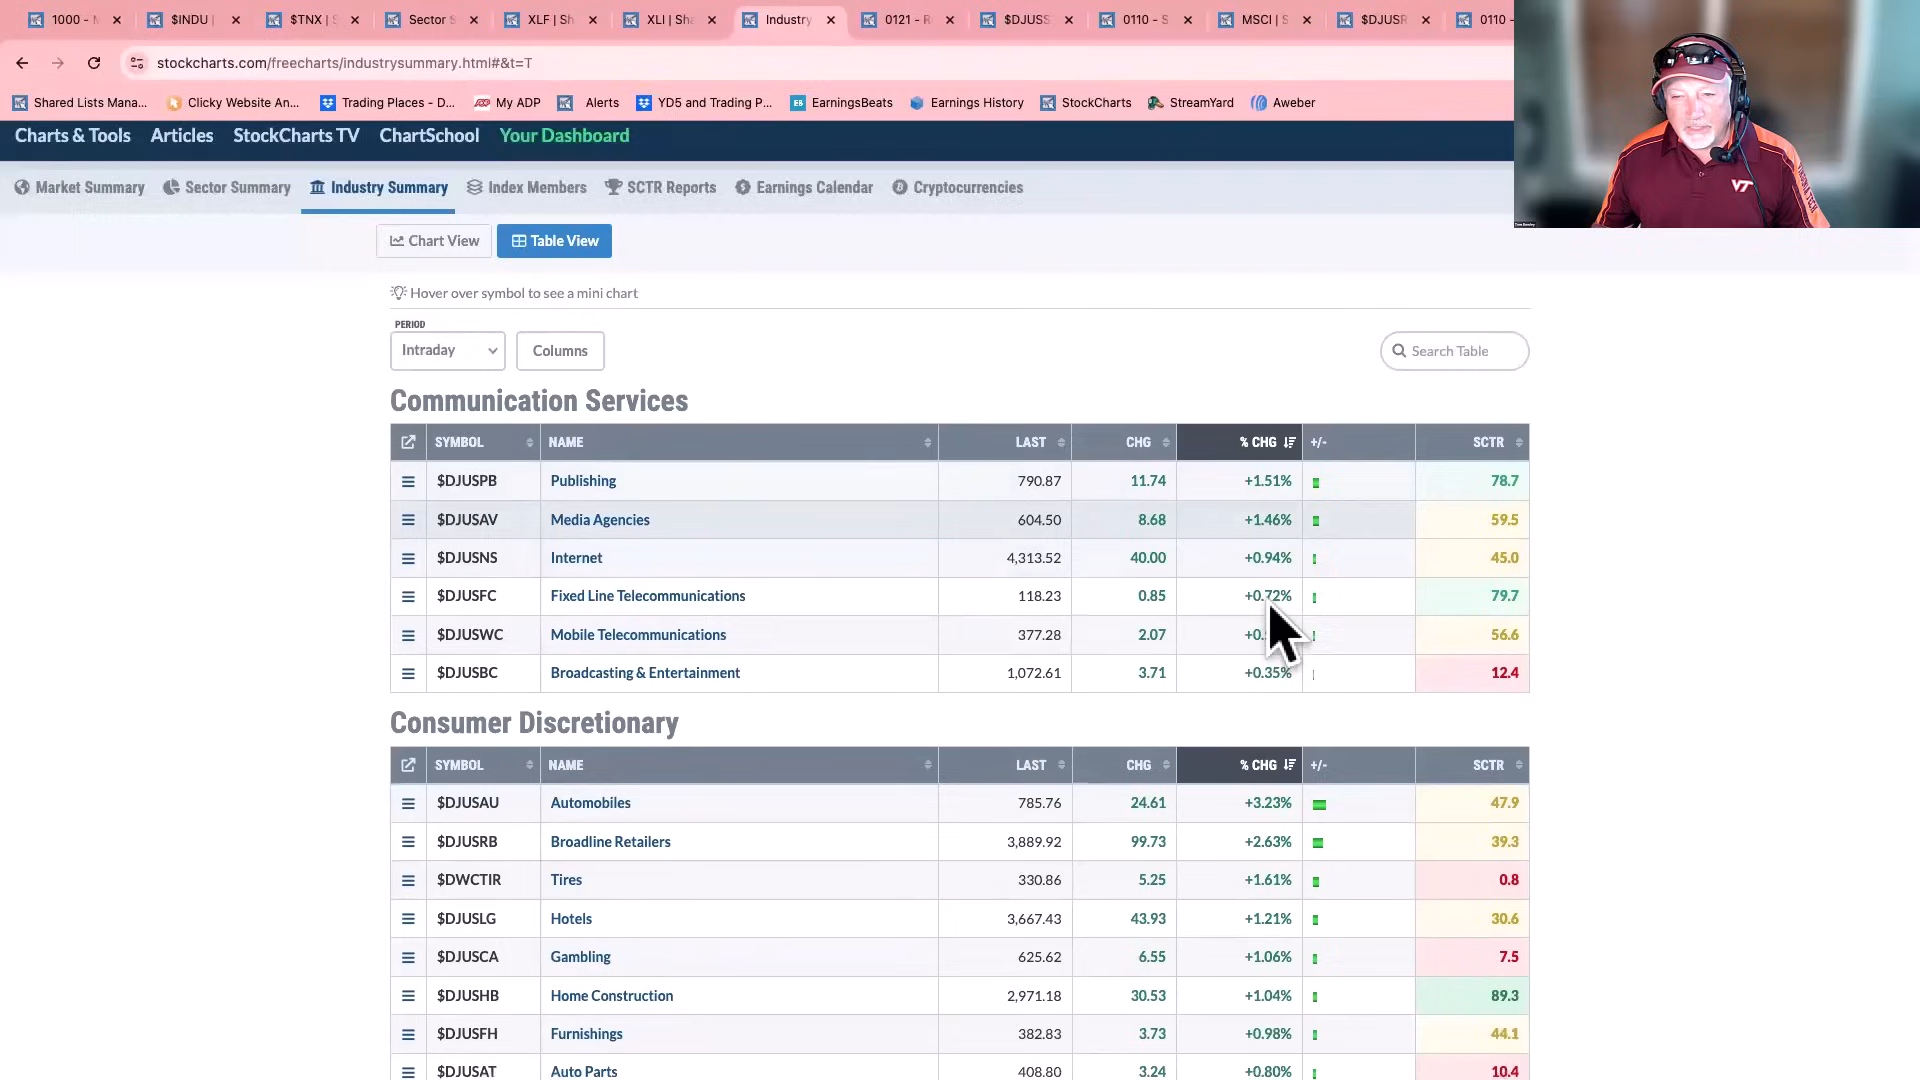 1000 - M
$INDU |
$TNX | S
Sector S
XLF | Sh
XLI | Sha
Industry
0121 - R
$DJUSS
0110 - S
MSCI | S
$DJUSR
0110 -
stockcharts.com/freecharts/industrysummary.html#&t=T
Shared Lists Mana...
Clicky Website An...
Trading Places - D...
My ADP
Alerts
YD5 and Trading P...
EarningsBeats
Earnings History
StockCharts
StreamYard
Aweber
Charts & Tools Articles StockCharts TV ChartSchool Your Dashboard
Market Summary Sector Summary Industry Summary Index Members SCTR Reports Earnings Calendar Cryptocurrencies
Chart View Table View
Hover over symbol to see a mini chart
PERIOD
Intraday Columns Search Table
Communication Services
SYMBOL NAME LAST CHG % CHG +/- SCTR
$DJUSPB Publishing 790.87 11.74 +1.51% 78.7
$DJUSAV Media Agencies 604.50 8.68 +1.46% 59.5
$DJUSNS Internet 4,313.52 40.00 +0.94% 45.0
$DJUSFC Fixed Line Telecommunications 118.23 0.85 +0.72% 79.7
$DJUSWC Mobile Telecommunications 377.28 2.07 56.6
$DJUSBC Broadcasting & Entertainment 1,072.61 3.71 +0.35% 12.4
Consumer Discretionary
SYMBOL NAME LAST CHG % CHG +/- SCTR
$DJUSAU Automobiles 785.76 24.61 +3.23% 47.9
$DJUSRB Broadline Retailers 3,889.92 99.73 +2.63% 39.3
$DWCTIR Tires 330.86 5.25 +1.61% 0.8
$DJUSLG Hotels 3,667.43 43.93 +1.21% 30.6
$DJUSCA Gambling 625.62 6.55 +1.06% 7.5
$DJUSHB Home Construction 2,971.18 30.53 +1.04% 89.3
$DJUSFH Furnishings 382.83 3.73 +0.98% 44.1
$DJUSAT Auto Parts 408.80 3.24 +0.80% 10.4
VT